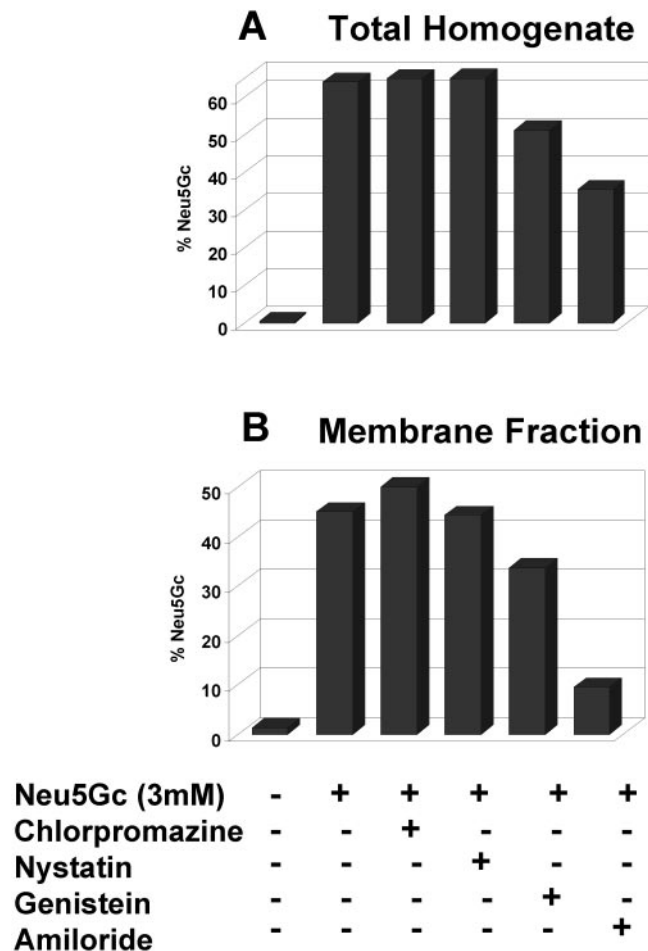 A Total Homogenate
60
50
40
30
20
10
0
% Neu5Gc
B Membrane Fraction
50
40
30
20
10
0
% Neu5Gc
Neu5Gc (3mM) - + + + + +
Chlorpromazine - - + - - -
Nystatin - - - + - -
Genistein - - - - + -
Amiloride - - - - - +